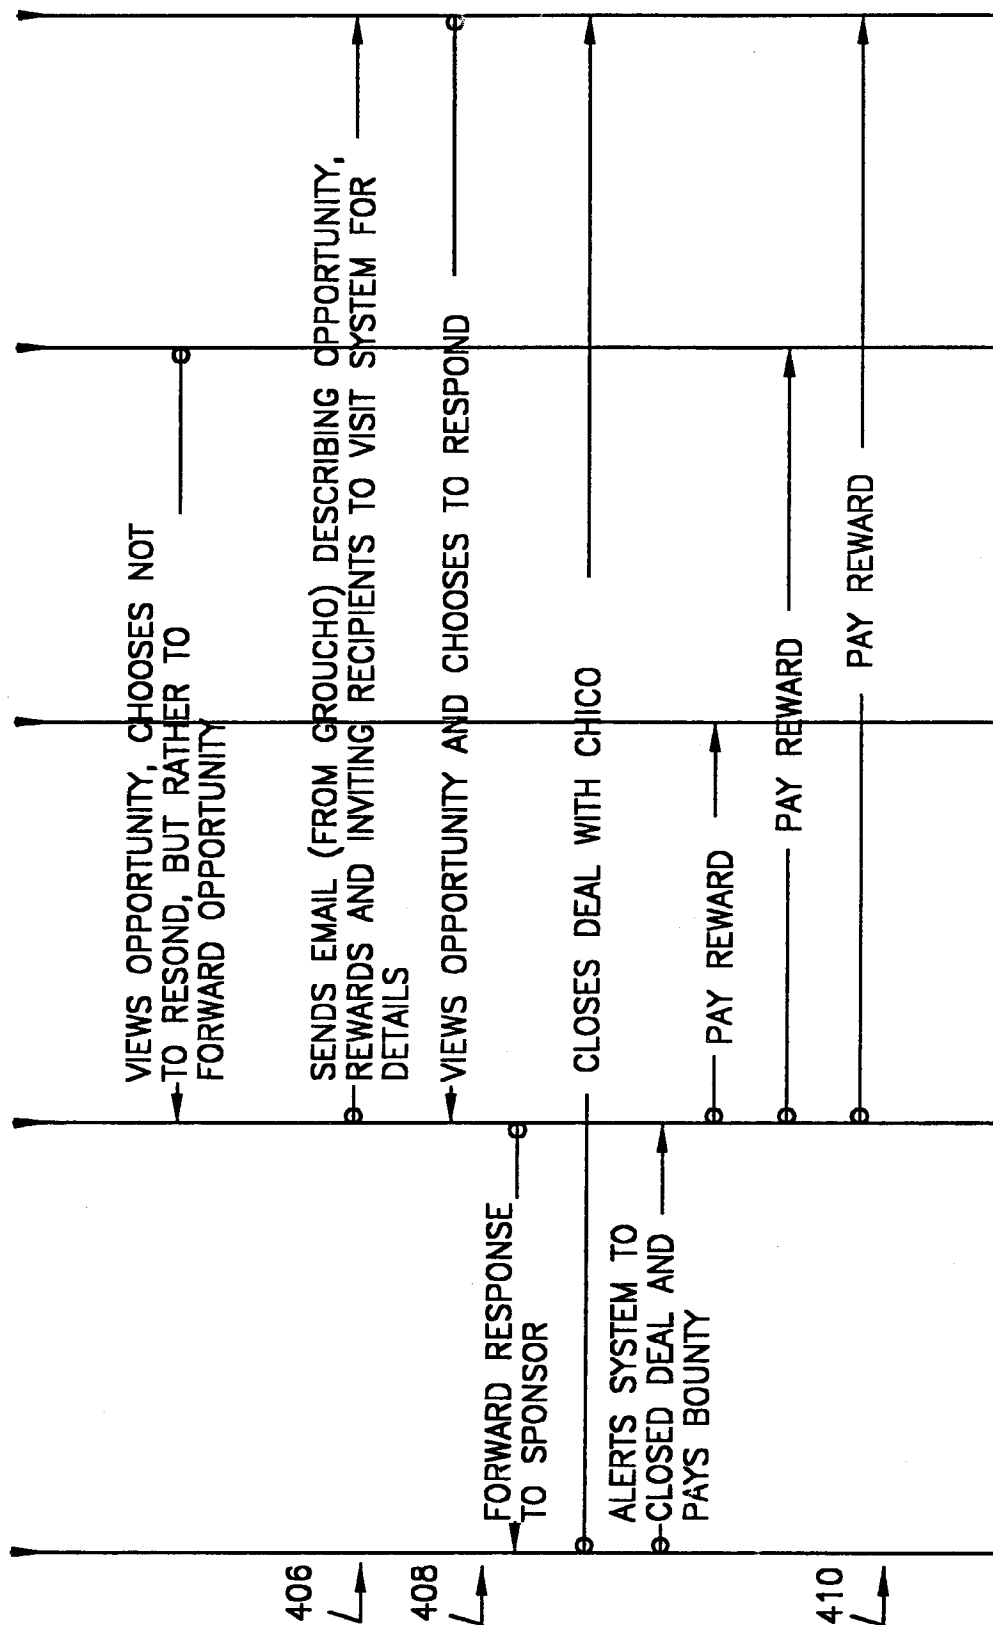 VIEWS OPPORTUNITY, CHOOSES NOT
TO RESOND, BUT RATHER TO
FORWARD OPPORTUNITY
406
SENDS EMAIL (FROM GROUCHO) DESCRIBING OPPORTUNITY,
REWARDS AND INVITING RECIPIENTS TO VISIT SYSTEM FOR
DETAILS
408
VIEWS OPPORTUNITY AND CHOOSES TO RESPOND
FORWARD RESPONSE
TO SPONSOR
CLOSES DEAL WITH CHICO
ALERTS SYSTEM TO
CLOSED DEAL AND
PAYS BOUNTY
PAY REWARD
PAY REWARD
410
PAY REWARD